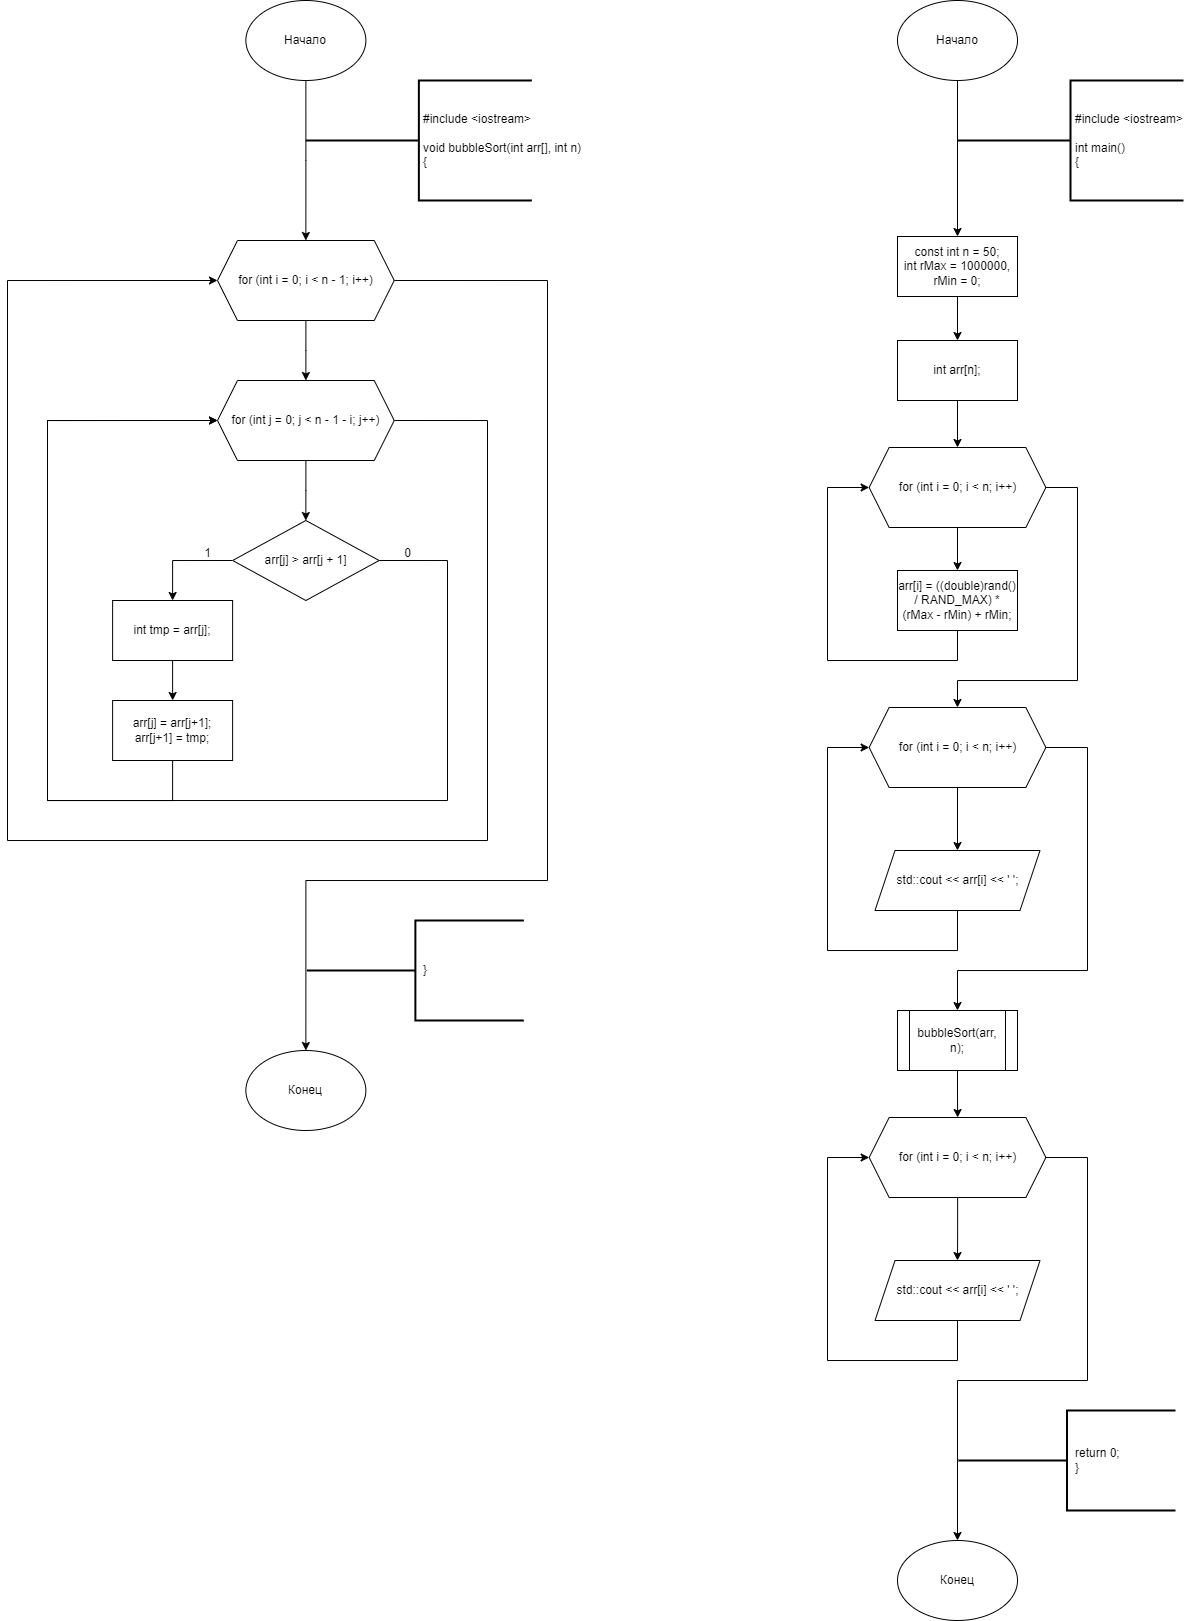 Начало
#include <iostream>
void bubbleSort(int arr[], int n)
{
for (int i = 0; i < n - 1; i++)
for (int j = 0; j < n - 1 - i; j++)
arr[j] > arr[j + 1]
1
0
int tmp = arr[j];
arr[j] = arr[j+1];
arr[j+1] = tmp;
}
Конец
Начало
#include <iostream>
int main()
{
const int n = 50;
int rMax = 1000000,
rMin = 0;
int arr[n];
for (int i = 0; i < n; i++)
arr[i] = ((double)rand()
/ RAND_MAX) *
(rMax - rMin) + rMin;
for (int i = 0; i < n; i++)
std::cout << arr[i] << ' ';
bubbleSort(arr,
n);
for (int i = 0; i < n; i++)
std::cout << arr[i] << ' ';
return 0;
}
Конец